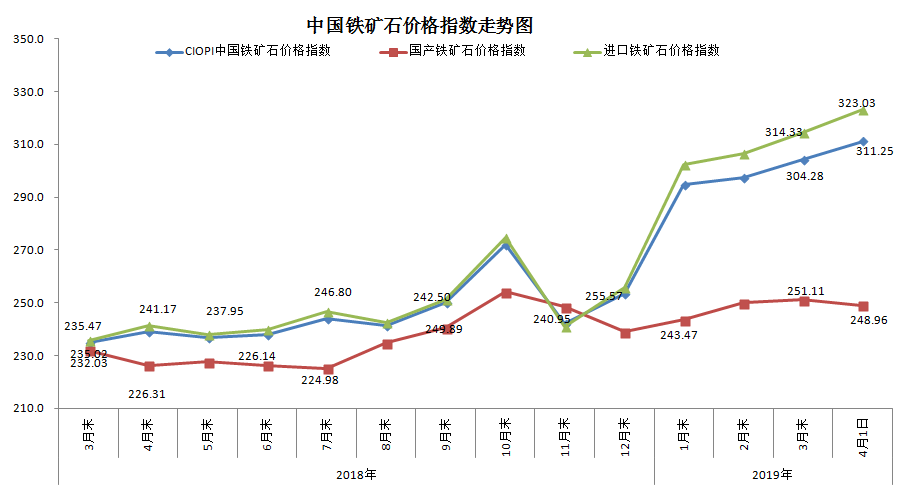 中国铁矿石价格指数走势图
CIOPI中国铁矿石价格指数
国产铁矿石价格指数
进口铁矿石价格指数
350.0
330.0
310.0
290.0
270.0
250.0
230.0
210.0
235.47
235.02
232.03
241.17
226.31
237.95
226.14
246.80
224.98
242.50
249.89
240.95
255.57
243.47
314.33
304.28
251.11
323.03
311.25
248.96
3月末
4月末
5月末
6月末
7月末
8月末
9月末
10月末
11月末
12月末
1月末
2月末
3月末
4月1日
2018年
2019年